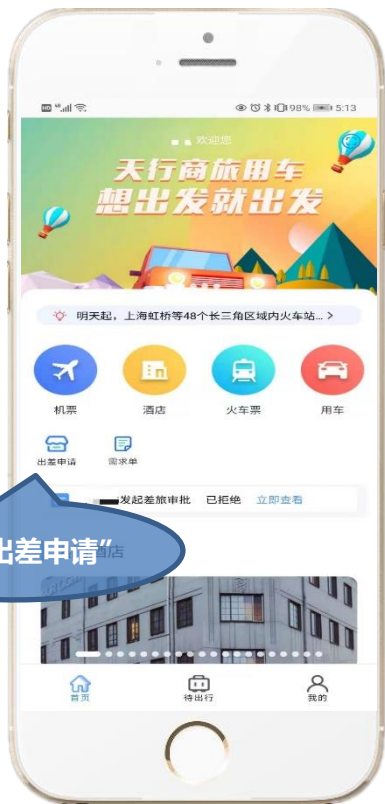 HD 4G 98% 5:13
欢迎您
天行商旅用车
想出发就出发
明天起，上海虹桥等48个长三角区域内火车站... >
机票 酒店 火车票 用车
出差申请 需求单
发起差旅审批 已拒绝 立即查看
出差申请”
酒店
首页 待出行 我的